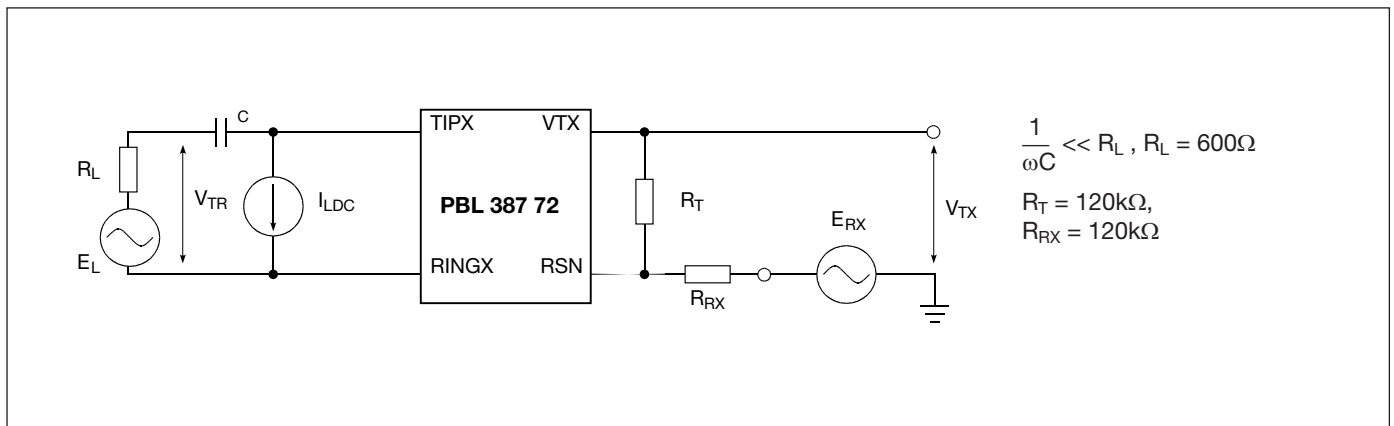 C
TIPX VTX
R_L
V_TR
I_LDC
PBL 387 72
R_T
E_RX
V_TX
E_L
RINGX RSN
R_RX
1
ωC << R_L , R_L = 600Ω
R_T = 120kΩ,
R_RX = 120kΩ